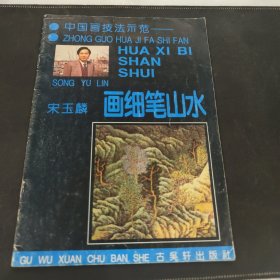 中国画技法示范
ZHONG GUO HUA JI FA SHI FAN
HUA XI BI
SHAN
SHUI
SONG YU LIN
宋玉麟
画细笔山水
GU WU XUAN CHU BAN SHE 古吴轩出版社